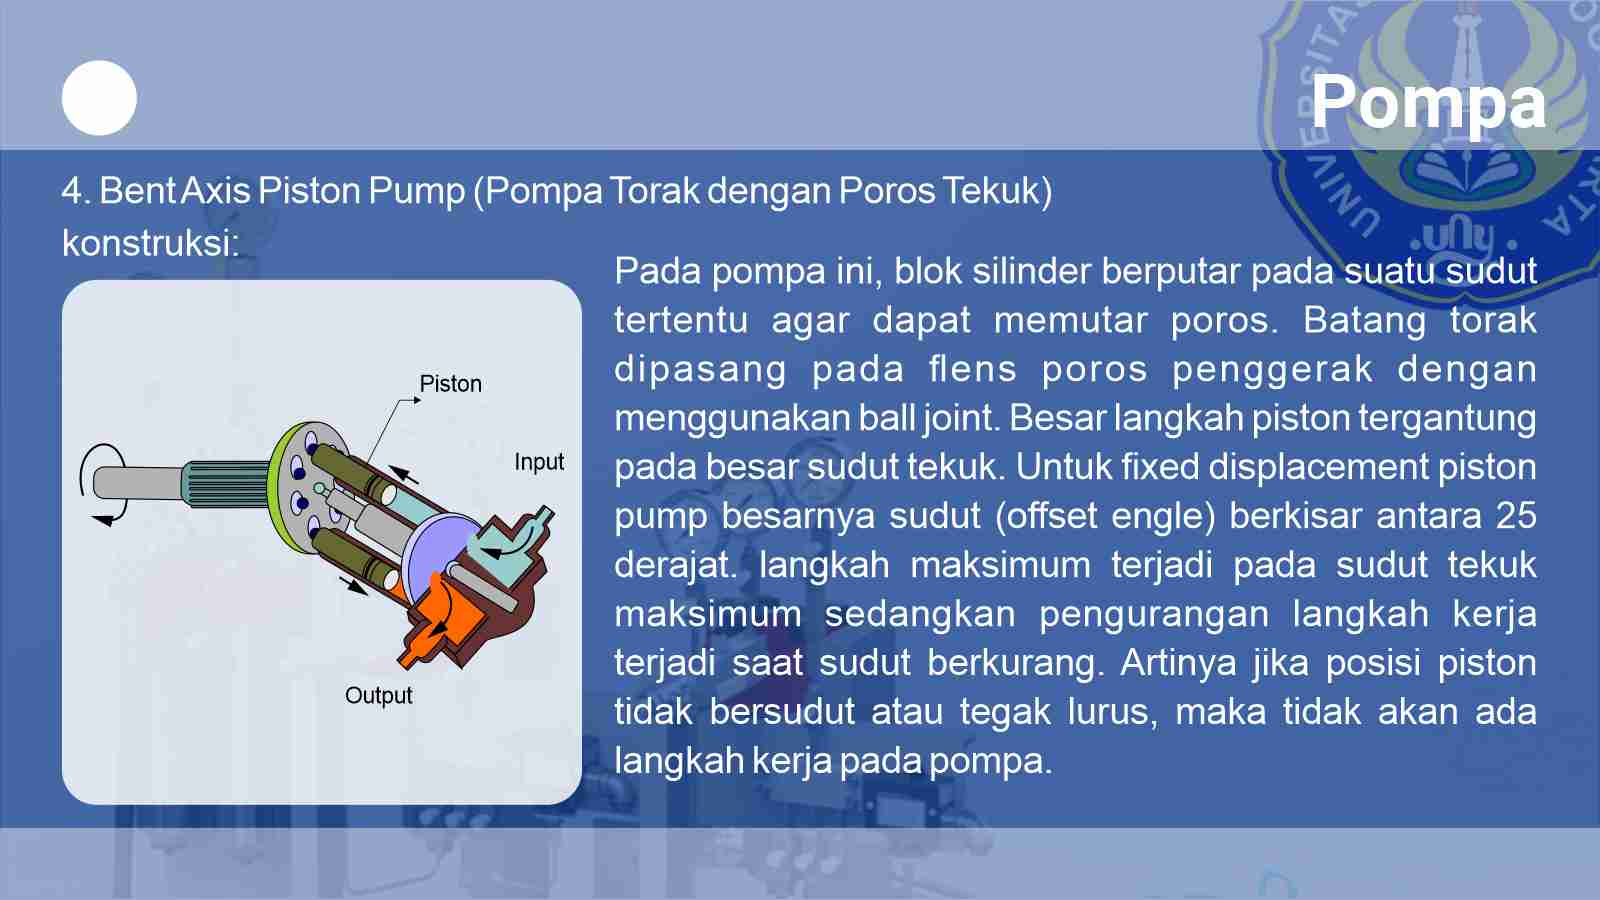 Pompa
4. Bent Axis Piston Pump (Pompa Torak dengan Poros Tekuk)
konstruksi:
Pada pompa ini, blok silinder berputar pada suatu sudut
tertentu agar dapat memutar poros. Batang torak
dipasang pada flens poros penggerak dengan
menggunakan ball joint. Besar langkah piston tergantung
pada besar sudut tekuk. Untuk fixed displacement piston
pump besarnya sudut (offset engle) berkisar antara 25
derajat. langkah maksimum terjadi pada sudut tekuk
maksimum sedangkan pengurangan langkah kerja
terjadi saat sudut berkurang. Artinya jika posisi piston
tidak bersudut atau tegak lurus, maka tidak akan ada
langkah kerja pada pompa.
Piston
Input
Output
UNIVERSITAS
uny